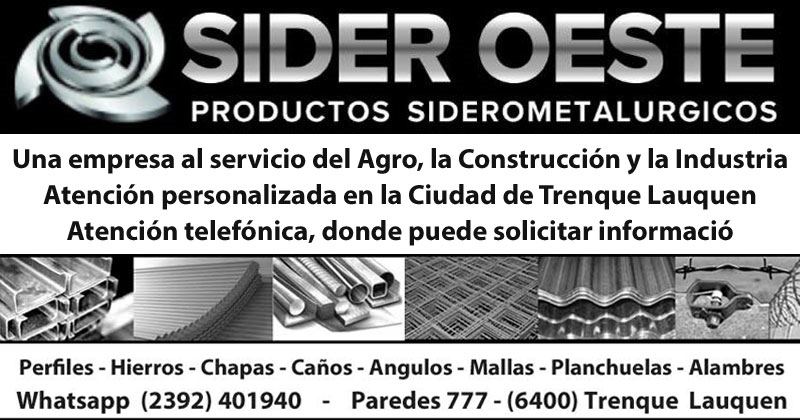 SIDER OESTE
PRODUCTOS SIDEROMETALURGICOS
Una empresa al servicio del Agro, la Construcción y la Industria
Atención personalizada en la Ciudad de Trenque Lauquen
Atención telefónica, donde puede solicitar informació
Perfiles - Hierros - Chapas - Caños - Angulos - Mallas - Planchuelas - Alambres
Whatsapp (2392) 401940 - Paredes 777 - (6400) Trenque Lauquen